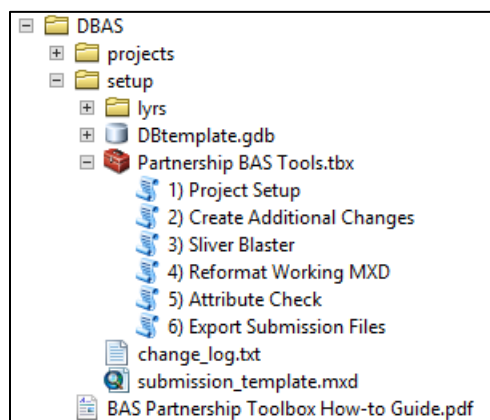 DBAS
projects
setup
lyrs
DBtemplate.gdb
Partnership BAS Tools.tbx
1) Project Setup
2) Create Additional Changes
3) Sliver Blaster
4) Reformat Working MXD
5) Attribute Check
6) Export Submission Files
change_log.txt
submission_template.mxd
BAS Partnership Toolbox How-to Guide.pdf